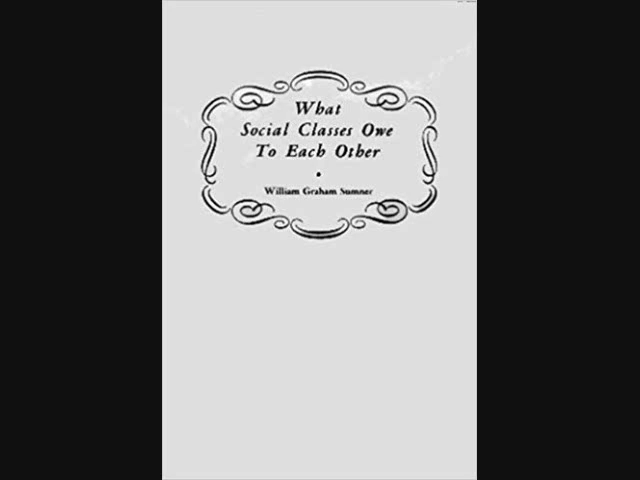 What
Social Classes Owe
To Each Other
William Graham Sumner